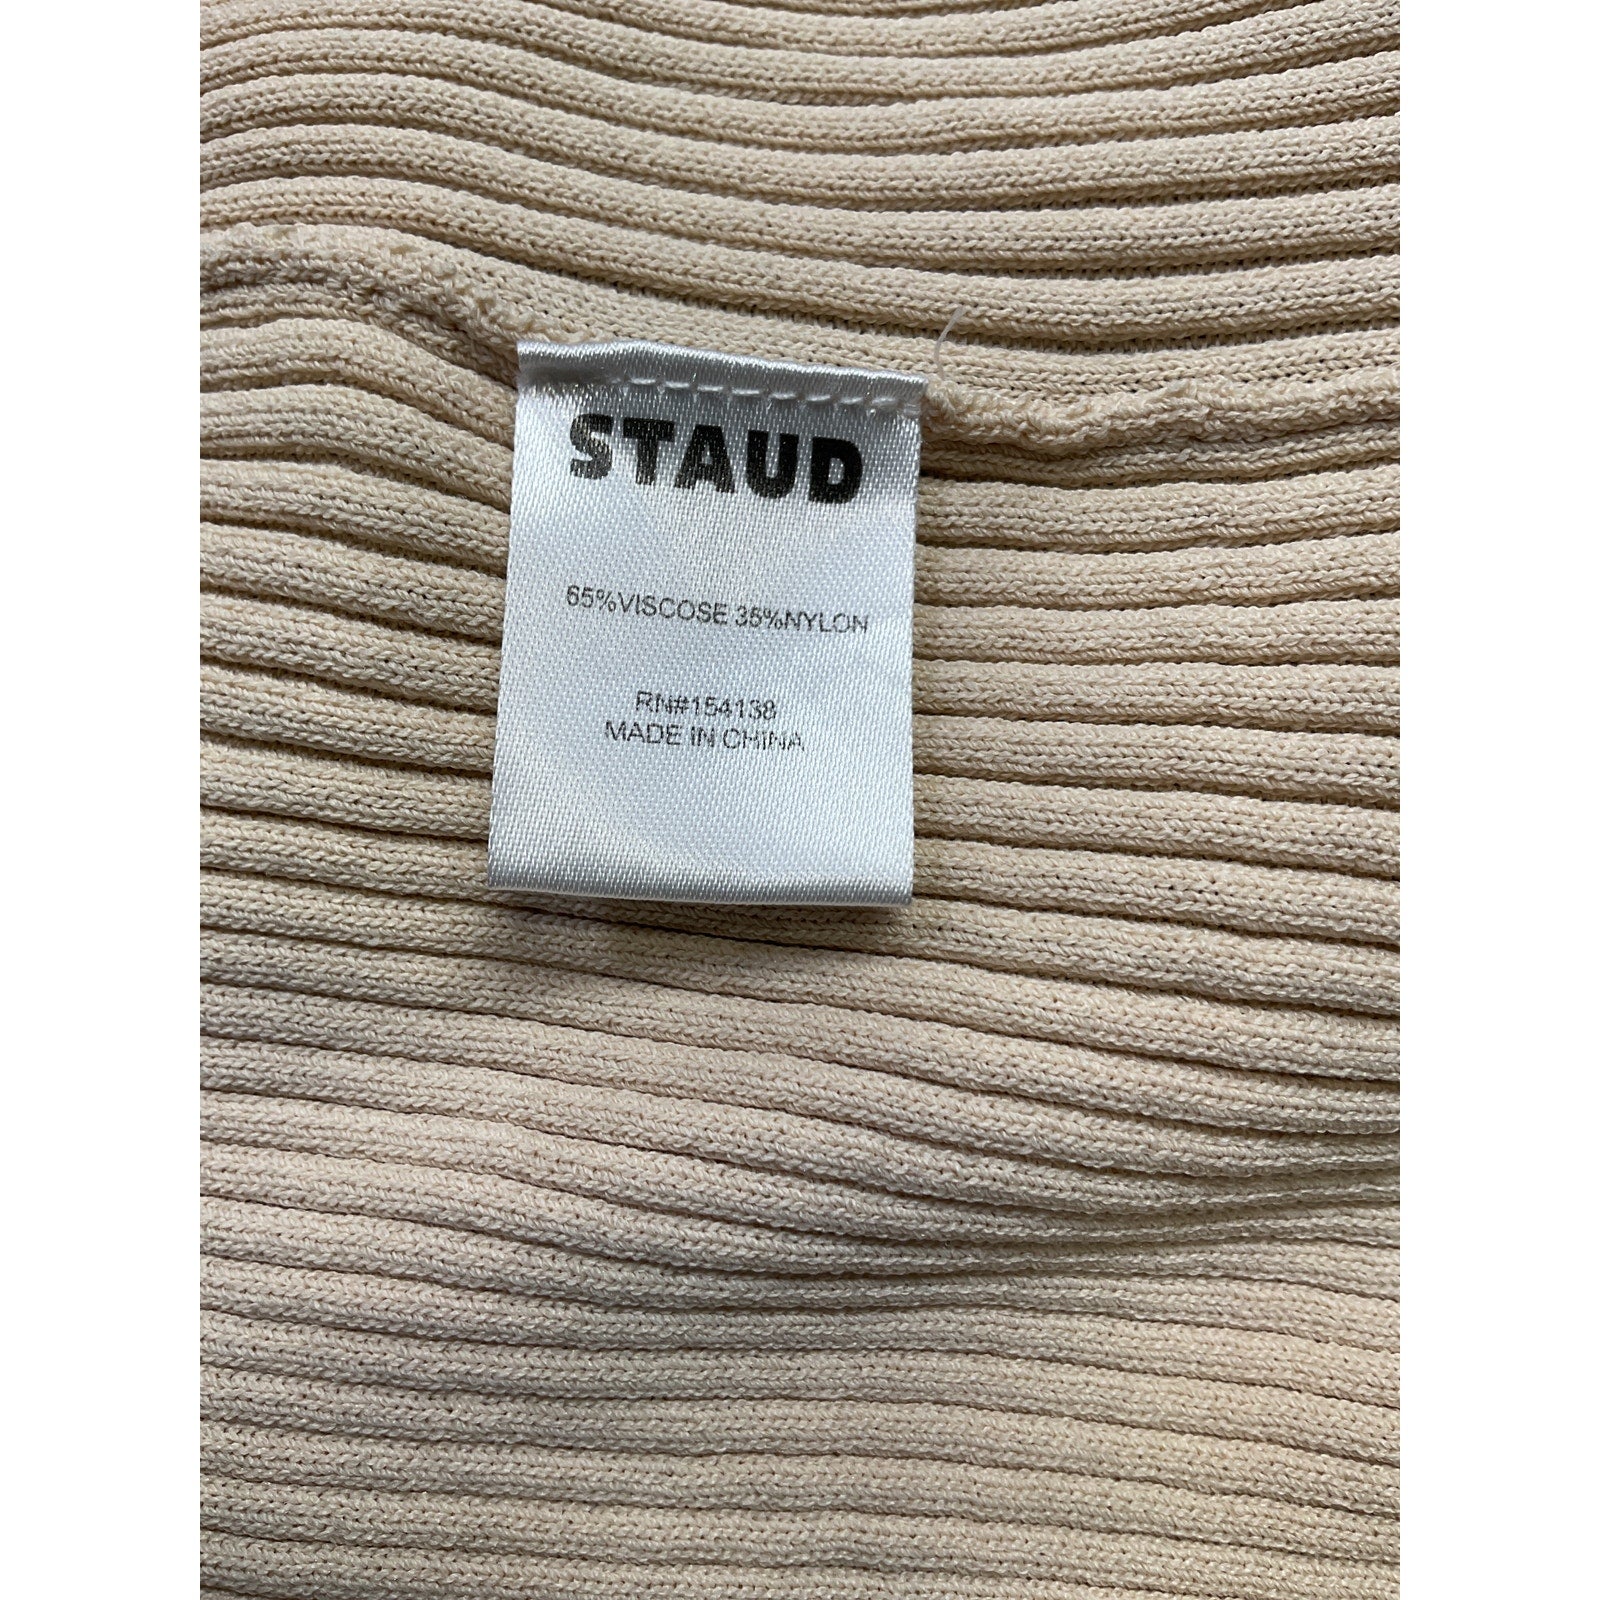 STAUD
65%VISCOSE 35%NYLON
RN#154138
MADE IN CHINA